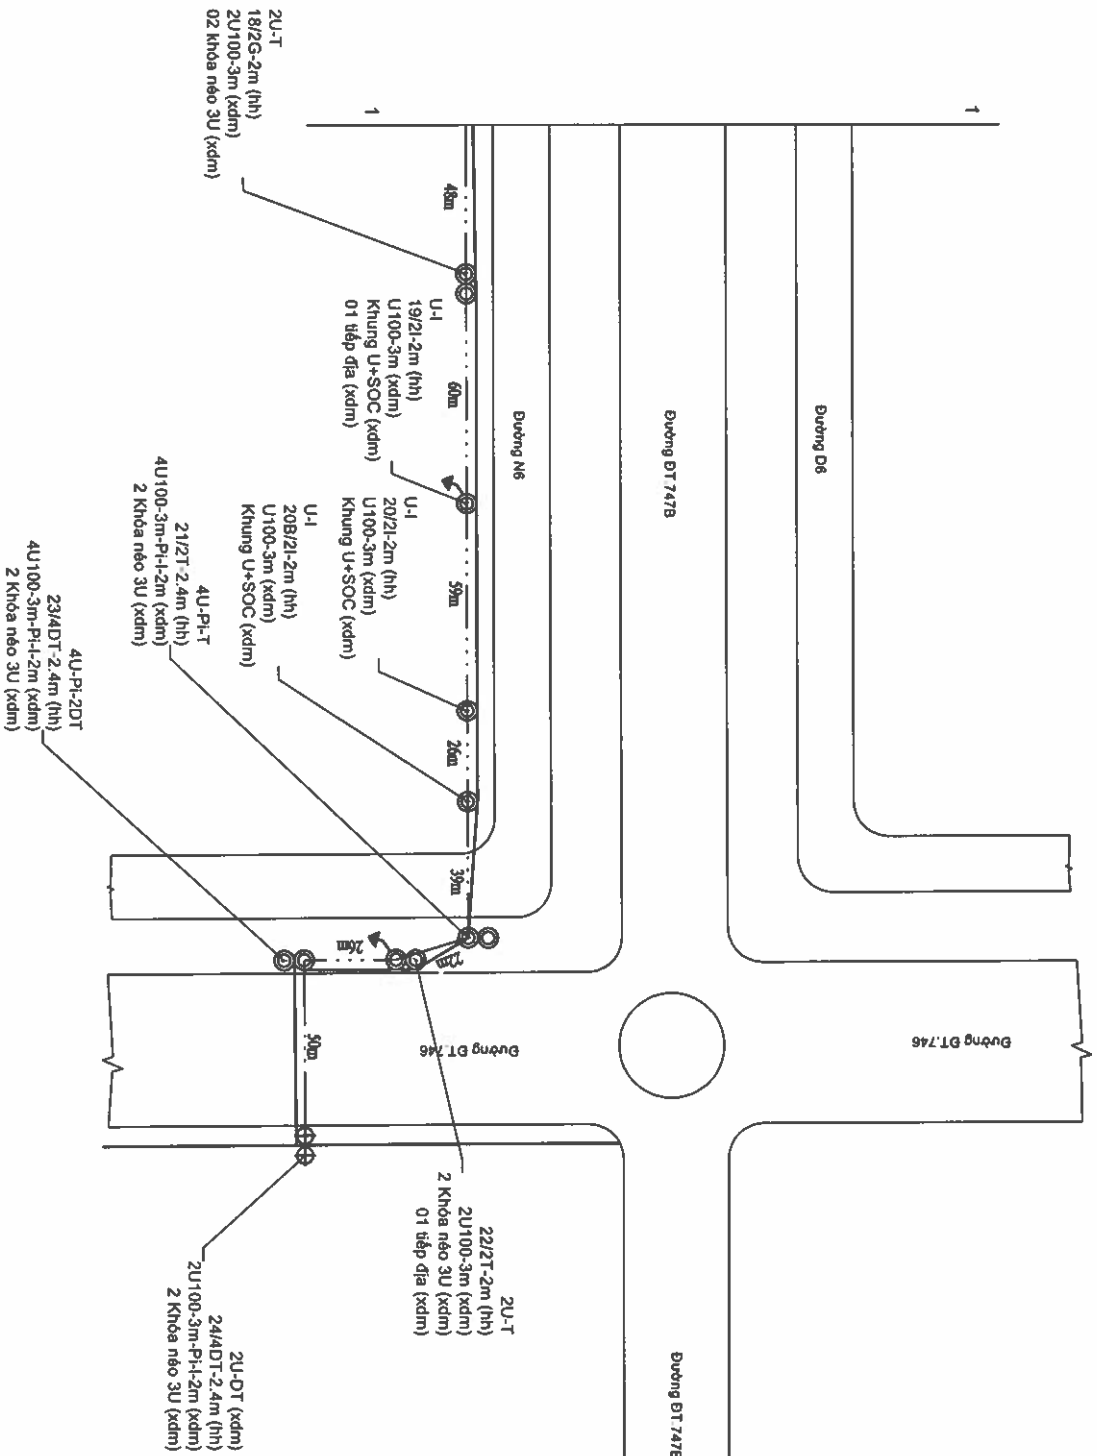 2U-T
18/2G-2m (hh)
2U100-3m (xdm)
02 khóa néo 3U (xdm)
1
1
48m
U-I
19/2I-2m (hh)
U100-3m (xdm)
Khung U+SOC (xdm)
01 tiếp địa (xdm)
60m
Đường N6
Đường ĐT.747B
Đường D6
U-I
20/2I-2m (hh)
U100-3m (xdm)
Khung U+SOC (xdm)
59m
U-I
20B/2I-2m (hh)
U100-3m (xdm)
Khung U+SOC (xdm)
26m
4U-Pi-T
21/2T-2.4m (hh)
4U100-3m-Pi-I-2m (xdm)
2 Khóa néo 3U (xdm)
39m
4U-Pi-2DT
23/4DT-2.4m (hh)
4U100-3m-Pi-I-2m (xdm)
2 Khóa néo 3U (xdm)
26m
50m
Đường ĐT.746
Đường ĐT.746
2U-T
22/2T-2m (hh)
2U100-3m (xdm)
2 Khóa néo 3U (xdm)
01 tiếp địa (xdm)
2U-DT (xdm)
24/4DT-2.4m (hh)
2U100-3m-Pi-I-2m (xdm)
2 Khóa néo 3U (xdm)
Đường ĐT.747B